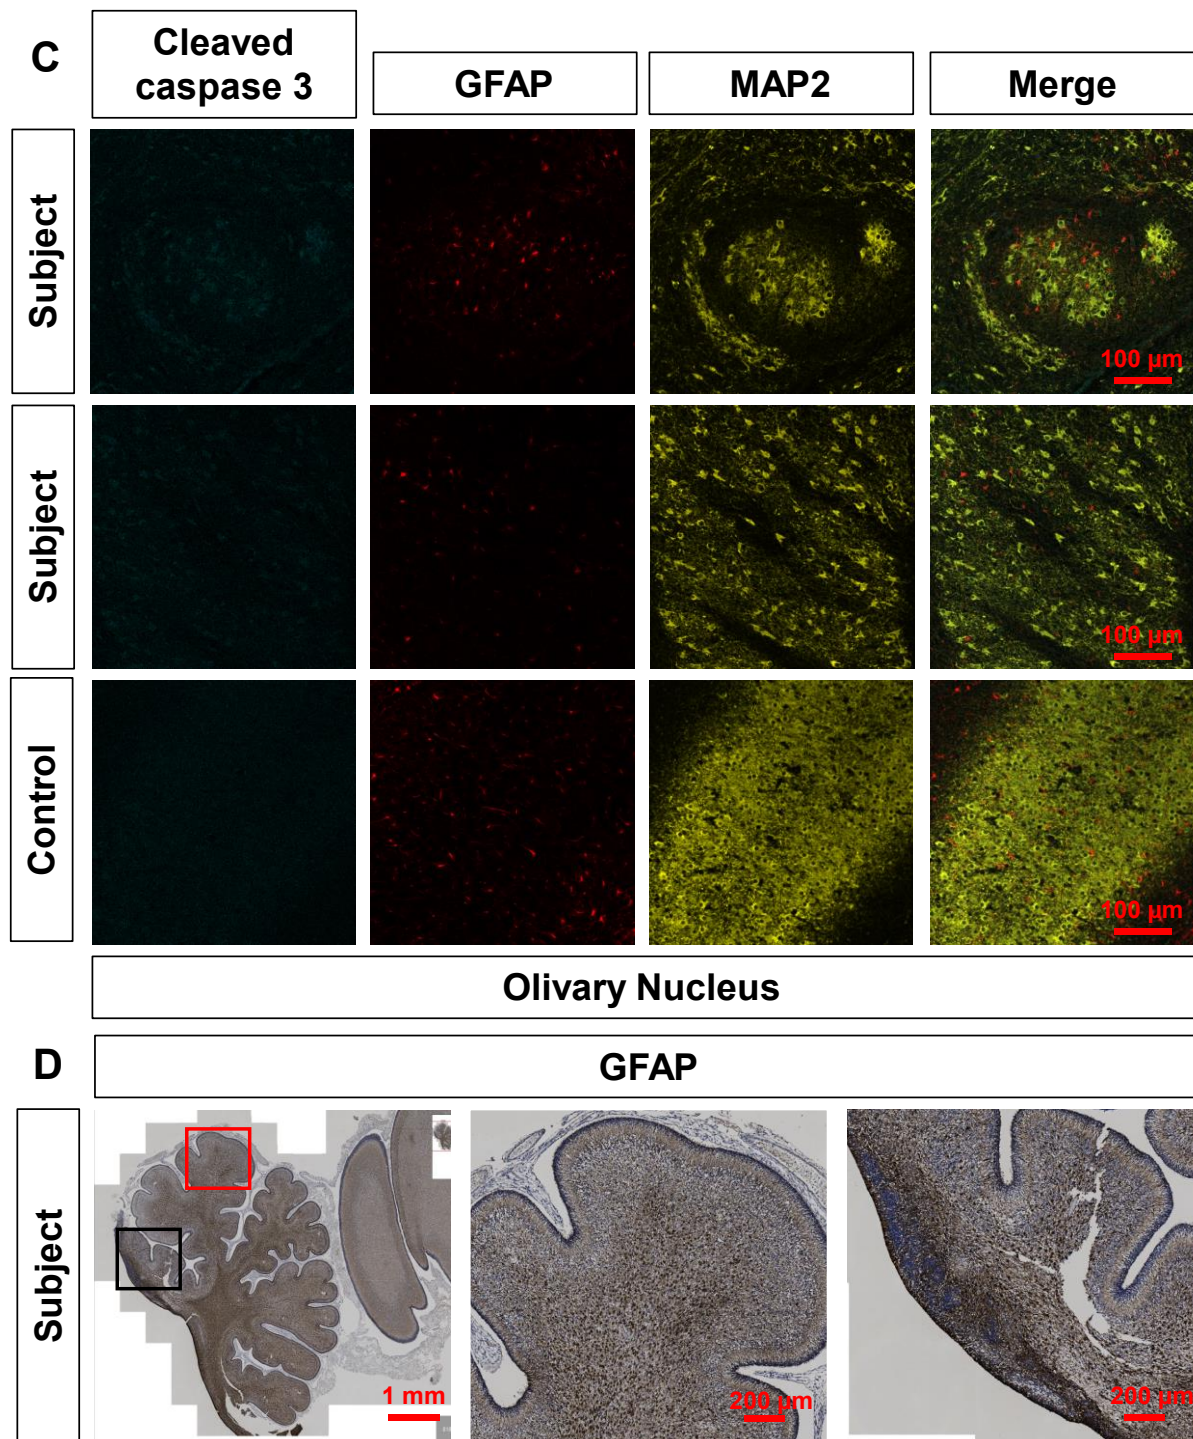 C
Cleaved
caspase 3
GFAP
MAP2
Merge
Subject
100 µm
Subject
100 µm
Control
100 µm
Olivary Nucleus
D
GFAP
Subject
1 mm
200 µm
200 µm